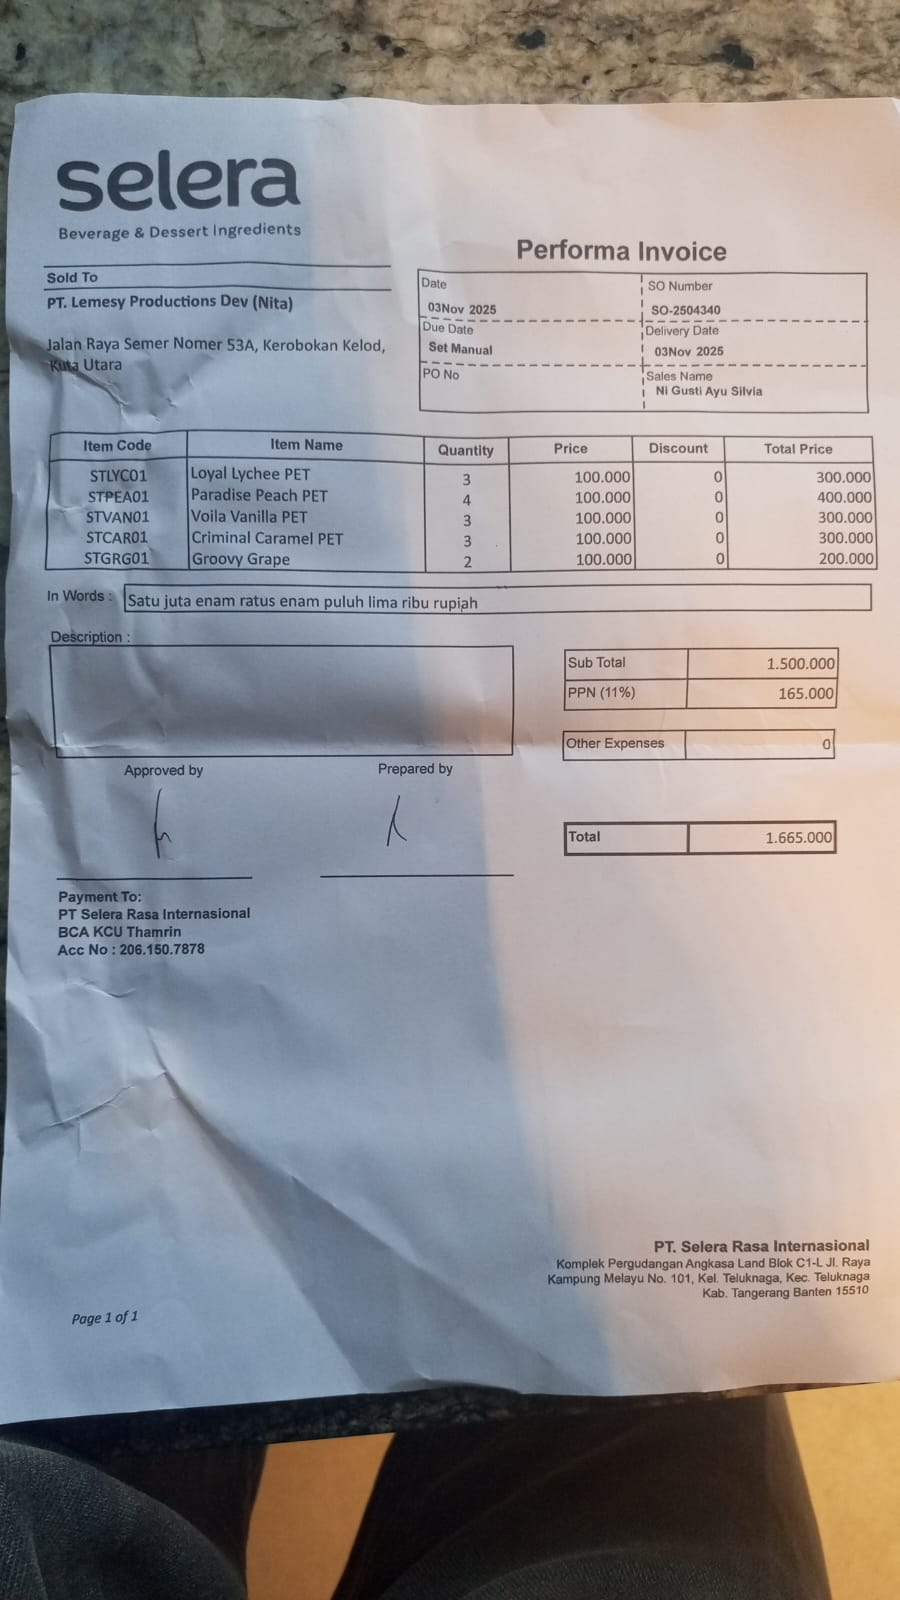 selera
Beverage & Dessert Ingredients
Performa Invoice
Sold To
PT. Lemesy Productions Dev (Nita)
Jalan Raya Semer Nomer 53A, Kerobokan Kelod,
Kuta Utara
Date SO Number
03Nov 2025 SO-2504340
Due Date Delivery Date
Set Manual 03Nov 2025
PO No Sales Name
Ni Gusti Ayu Silvia
Item Code Item Name Quantity Price Discount Total Price
STLYC01 Loyal Lychee PET 3 100.000 0 300.000
STPEA01 Paradise Peach PET 4 100.000 0 400.000
STVAN01 Voila Vanilla PET 3 100.000 0 300.000
STCAR01 Criminal Caramel PET 3 100.000 0 300.000
STGRG01 Groovy Grape 2 100.000 0 200.000
In Words : Satu juta enam ratus enam puluh lima ribu rupiah
Description :
Sub Total 1.500.000
PPN (11%) 165.000
Other Expenses 0
Approved by Prepared by
Total 1.665.000
Payment To:
PT Selera Rasa Internasional
BCA KCU Thamrin
Acc No : 206.150.7878
PT. Selera Rasa Internasional
Komplek Pergudangan Angkasa Land Blok C1-L Jl. Raya
Kampung Melayu No. 101, Kel. Teluknaga, Kec. Teluknaga
Kab. Tangerang Banten 15510
Page 1 of 1